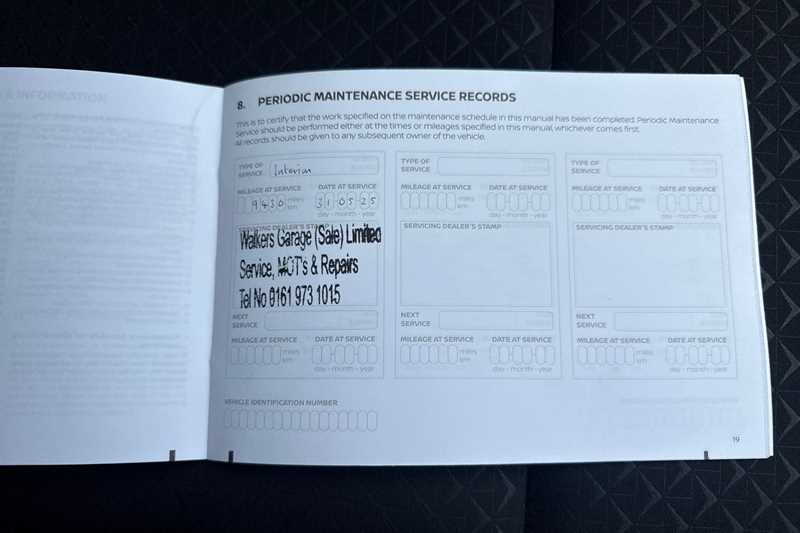 & INFORMATION
8. PERIODIC MAINTENANCE SERVICE RECORDS
This is to certify that the work specified on the maintenance schedule in this manual has been completed. Periodic Maintenance
Service should be performed either at the times or mileages specified in this manual, whichever comes first.
All records should be given to any subsequent owner of the vehicle.
TYPE OF SERVICE Interim
MILEAGE AT SERVICE DATE AT SERVICE
9430 miles km 31-05-25
day - month - year
SERVICING DEALER'S STAMP
Walkers Garage (Sale) Limited
Service, MOT's & Repairs
Tel No 0161 973 1015
NEXT SERVICE
MILEAGE AT SERVICE DATE AT SERVICE
miles km
day - month - year
TYPE OF SERVICE
MILEAGE AT SERVICE DATE AT SERVICE
miles km
day - month - year
SERVICING DEALER'S STAMP
NEXT SERVICE
MILEAGE AT SERVICE DATE AT SERVICE
miles km
day - month - year
TYPE OF SERVICE
MILEAGE AT SERVICE DATE AT SERVICE
miles km
day - month - year
SERVICING DEALER'S STAMP
NEXT SERVICE
MILEAGE AT SERVICE DATE AT SERVICE
miles km
day - month - year
VEHICLE IDENTIFICATION NUMBER
19